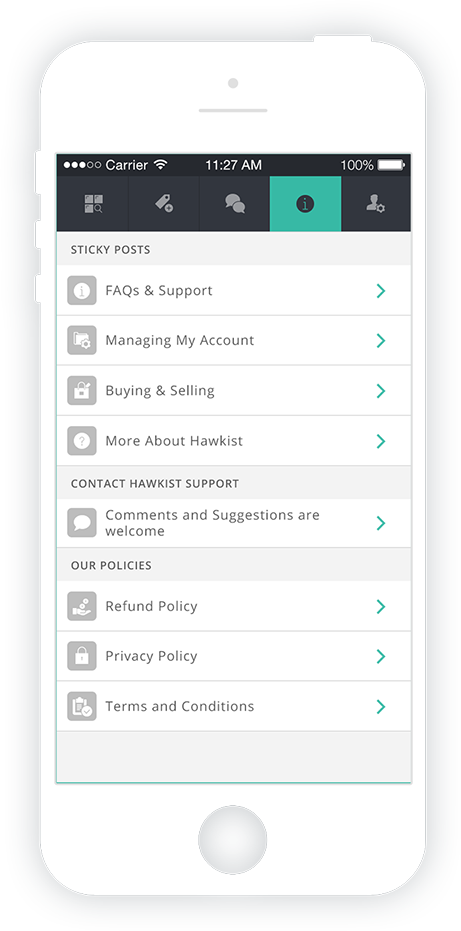 Carrier 11:27 AM 100%
STICKY POSTS
FAQs & Support
Managing My Account
Buying & Selling
More About Hawkist
CONTACT HAWKIST SUPPORT
Comments and Suggestions are
welcome
OUR POLICIES
Refund Policy
Privacy Policy
Terms and Conditions